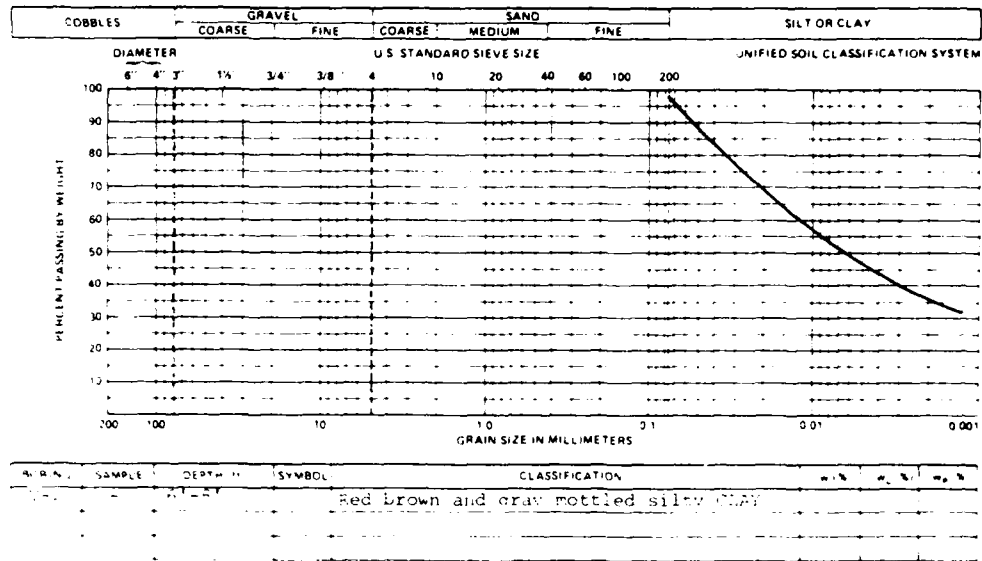 COBBLES GRAVEL SAND SILT OR CLAY
COARSE FINE COARSE MEDIUM FINE
DIAMETER U.S. STANDARD SIEVE SIZE UNIFIED SOIL CLASSIFICATION SYSTEM
6" 4" 3" 1½" 3/4" 3/8 4 10 20 40 60 100 200
PERCENT PASSING BY WEIGHT
100
90
80
70
60
50
40
30
20
10
200 100 10 1.0 0.1 0.01 0.001
GRAIN SIZE IN MILLIMETERS
BORING SAMPLE DEPTH SYMBOL CLASSIFICATION
Red brown and gray mottled silty CLAY